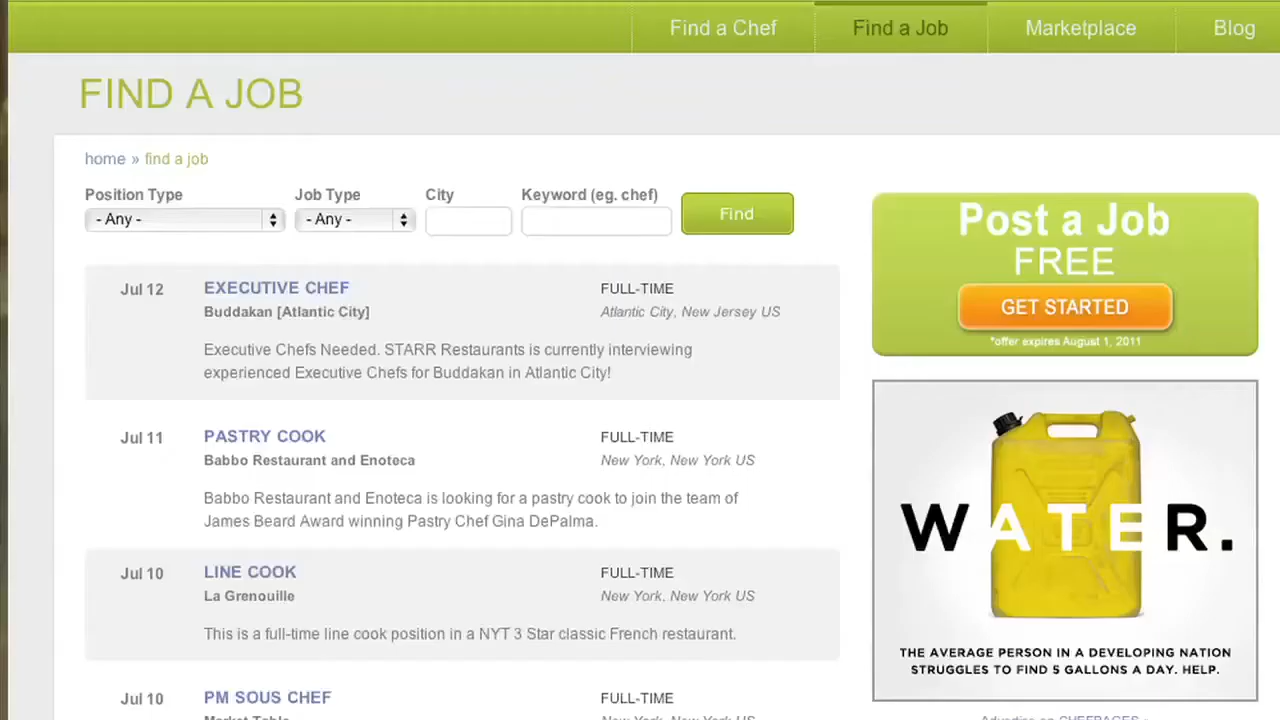 Find a Chef
Find a Job
Marketplace
Blog
FIND A JOB
home » find a job
Position Type
Job Type
City
Keyword (eg. chef)
- Any -
- Any -
Find
Jul 12
EXECUTIVE CHEF
FULL-TIME
Buddakan [Atlantic City]
Atlantic City, New Jersey US
Executive Chefs Needed. STARR Restaurants is currently interviewing
experienced Executive Chefs for Buddakan in Atlantic City!
Jul 11
PASTRY COOK
FULL-TIME
Babbo Restaurant and Enoteca
New York, New York US
Babbo Restaurant and Enoteca is looking for a pastry cook to join the team of
James Beard Award winning Pastry Chef Gina DePalma.
Jul 10
LINE COOK
FULL-TIME
La Grenouille
New York, New York US
This is a full-time line cook position in a NYT 3 Star classic French restaurant.
Jul 10
PM SOUS CHEF
FULL-TIME
Market Table
New York, New York US
Post a Job
FREE
GET STARTED
*offer expires August 1, 2011
WATER.
THE AVERAGE PERSON IN A DEVELOPING NATION
STRUGGLES TO FIND 5 GALLONS A DAY. HELP.
Advertise on CHEFPAGES »